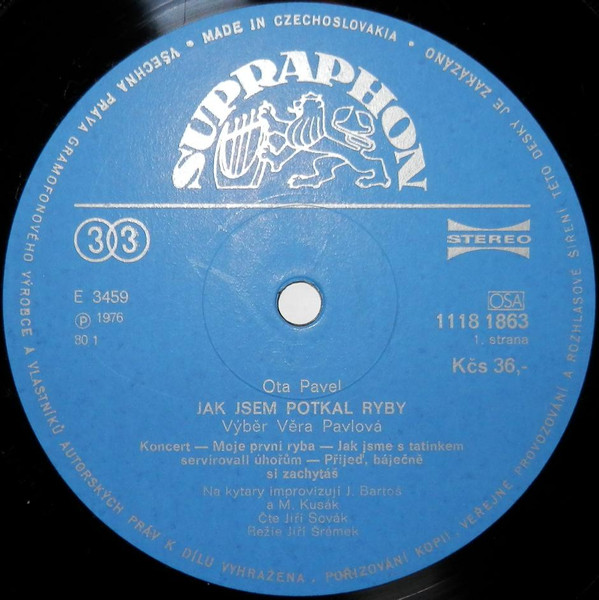 VŠECHNA PRÁVA GRAMOFONOVÉHO VÝROBCE A VLASTNÍKŮ AUTORSKÝCH PRÁV K DÍLU VYHRAŽENA. POŘIZOVÁNÍ KOPIÍ, VEŘEJNÉ PROVOZOVÁNÍ A ROZHLASOVÉ ŠÍŘENÍ TÉTO DESKY JE ZAKÁZÁNO • MADE IN CZECHOSLOVAKIA •
SUPRAPHON
33
STEREO
E 3459
Ⓟ 1976
80 1
OSA
1118 1863
1. strana
Kčs 36,-
Ota Pavel
JAK JSEM POTKAL RYBY
Výběr Věra Pavlová
Koncert — Moje první ryba — Jak jsme s tatínkem
servírovali úhořům — Přijeď, báječně
si zachytáš
Na kytary improvizují J. Bartoš
a M. Kusák
Čte Jiří Sovák
Režie Jiří Šrámek